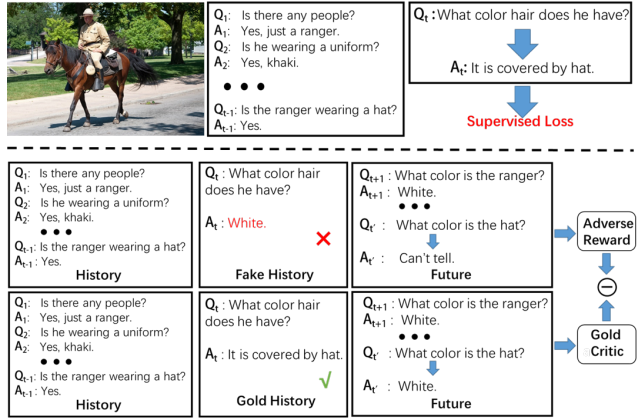 Q1: Is there any people?
A1: Yes, just a ranger.
Q2: Is he wearing a uniform?
A2: Yes, khaki.
● ● ●
Qt-1: Is the ranger wearing a hat?
At-1: Yes.
Qt: What color hair does he have?
At: It is covered by hat.
Supervised Loss
Q1: Is there any people?
A1: Yes, just a ranger.
Q2: Is he wearing a uniform?
A2: Yes, khaki.
● ● ●
Qt-1: Is the ranger wearing a hat?
At-1: Yes.
History
Qt: What color hair
does he have?
At: White.
Fake History
Qt+1: What color is the ranger?
At+1: White.
● ● ●
Qt′: What color is the hat?
At′: Can't tell.
Future
Adverse
Reward
Q1: Is there any people?
A1: Yes, just a ranger.
Q2: Is he wearing a uniform?
A2: Yes, khaki.
● ● ●
Qt-1: Is the ranger wearing a hat?
At-1: Yes.
History
Qt: What color hair
does he have?
At: It is covered by hat.
√
Gold History
Qt+1: What color is the ranger?
At+1: White.
● ● ●
Qt′: What color is the hat?
At′: White.
Future
Gold
Critic